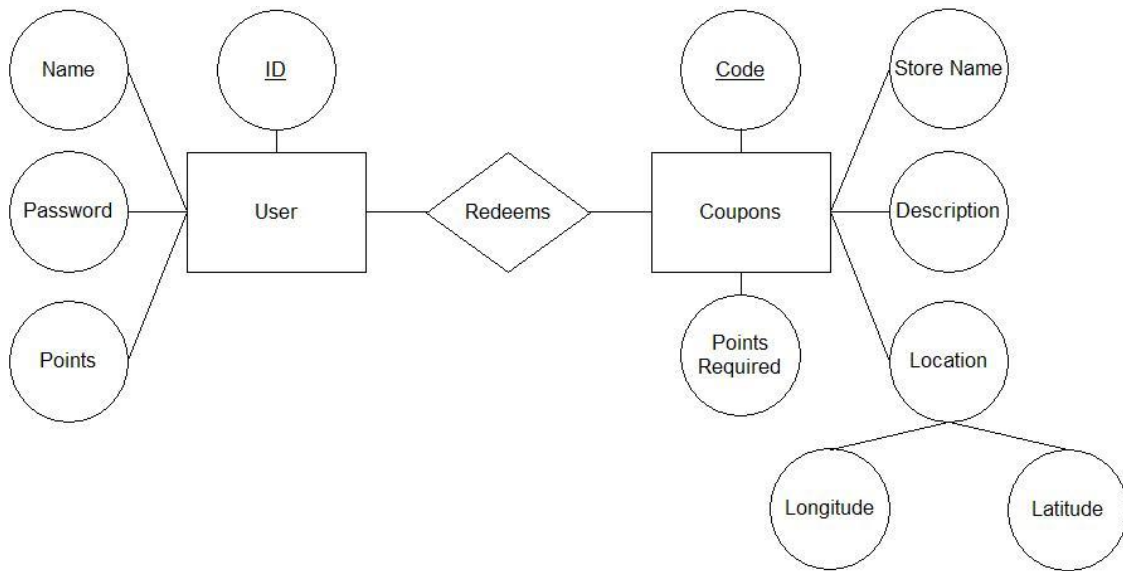 Name
ID
Code
Store Name
Password
User
Redeems
Coupons
Description
Points
Points
Required
Location
Longitude
Latitude